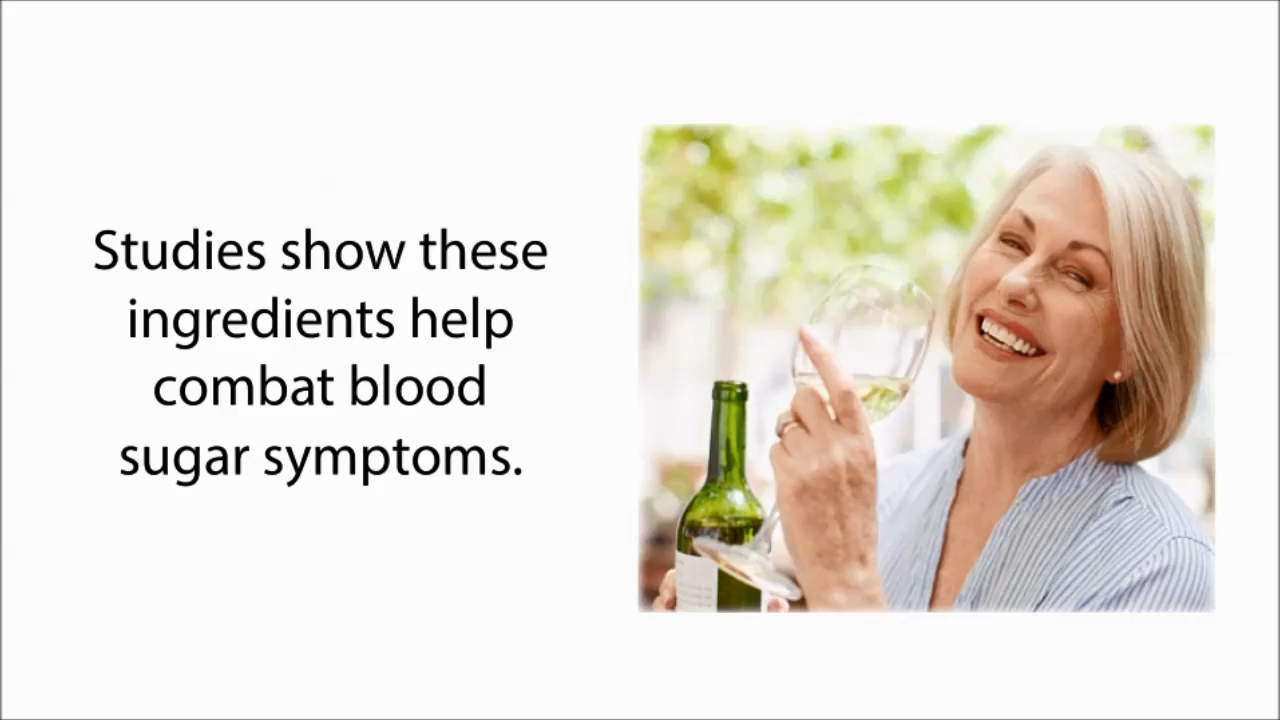 Studies show these
ingredients help
combat blood
sugar symptoms.